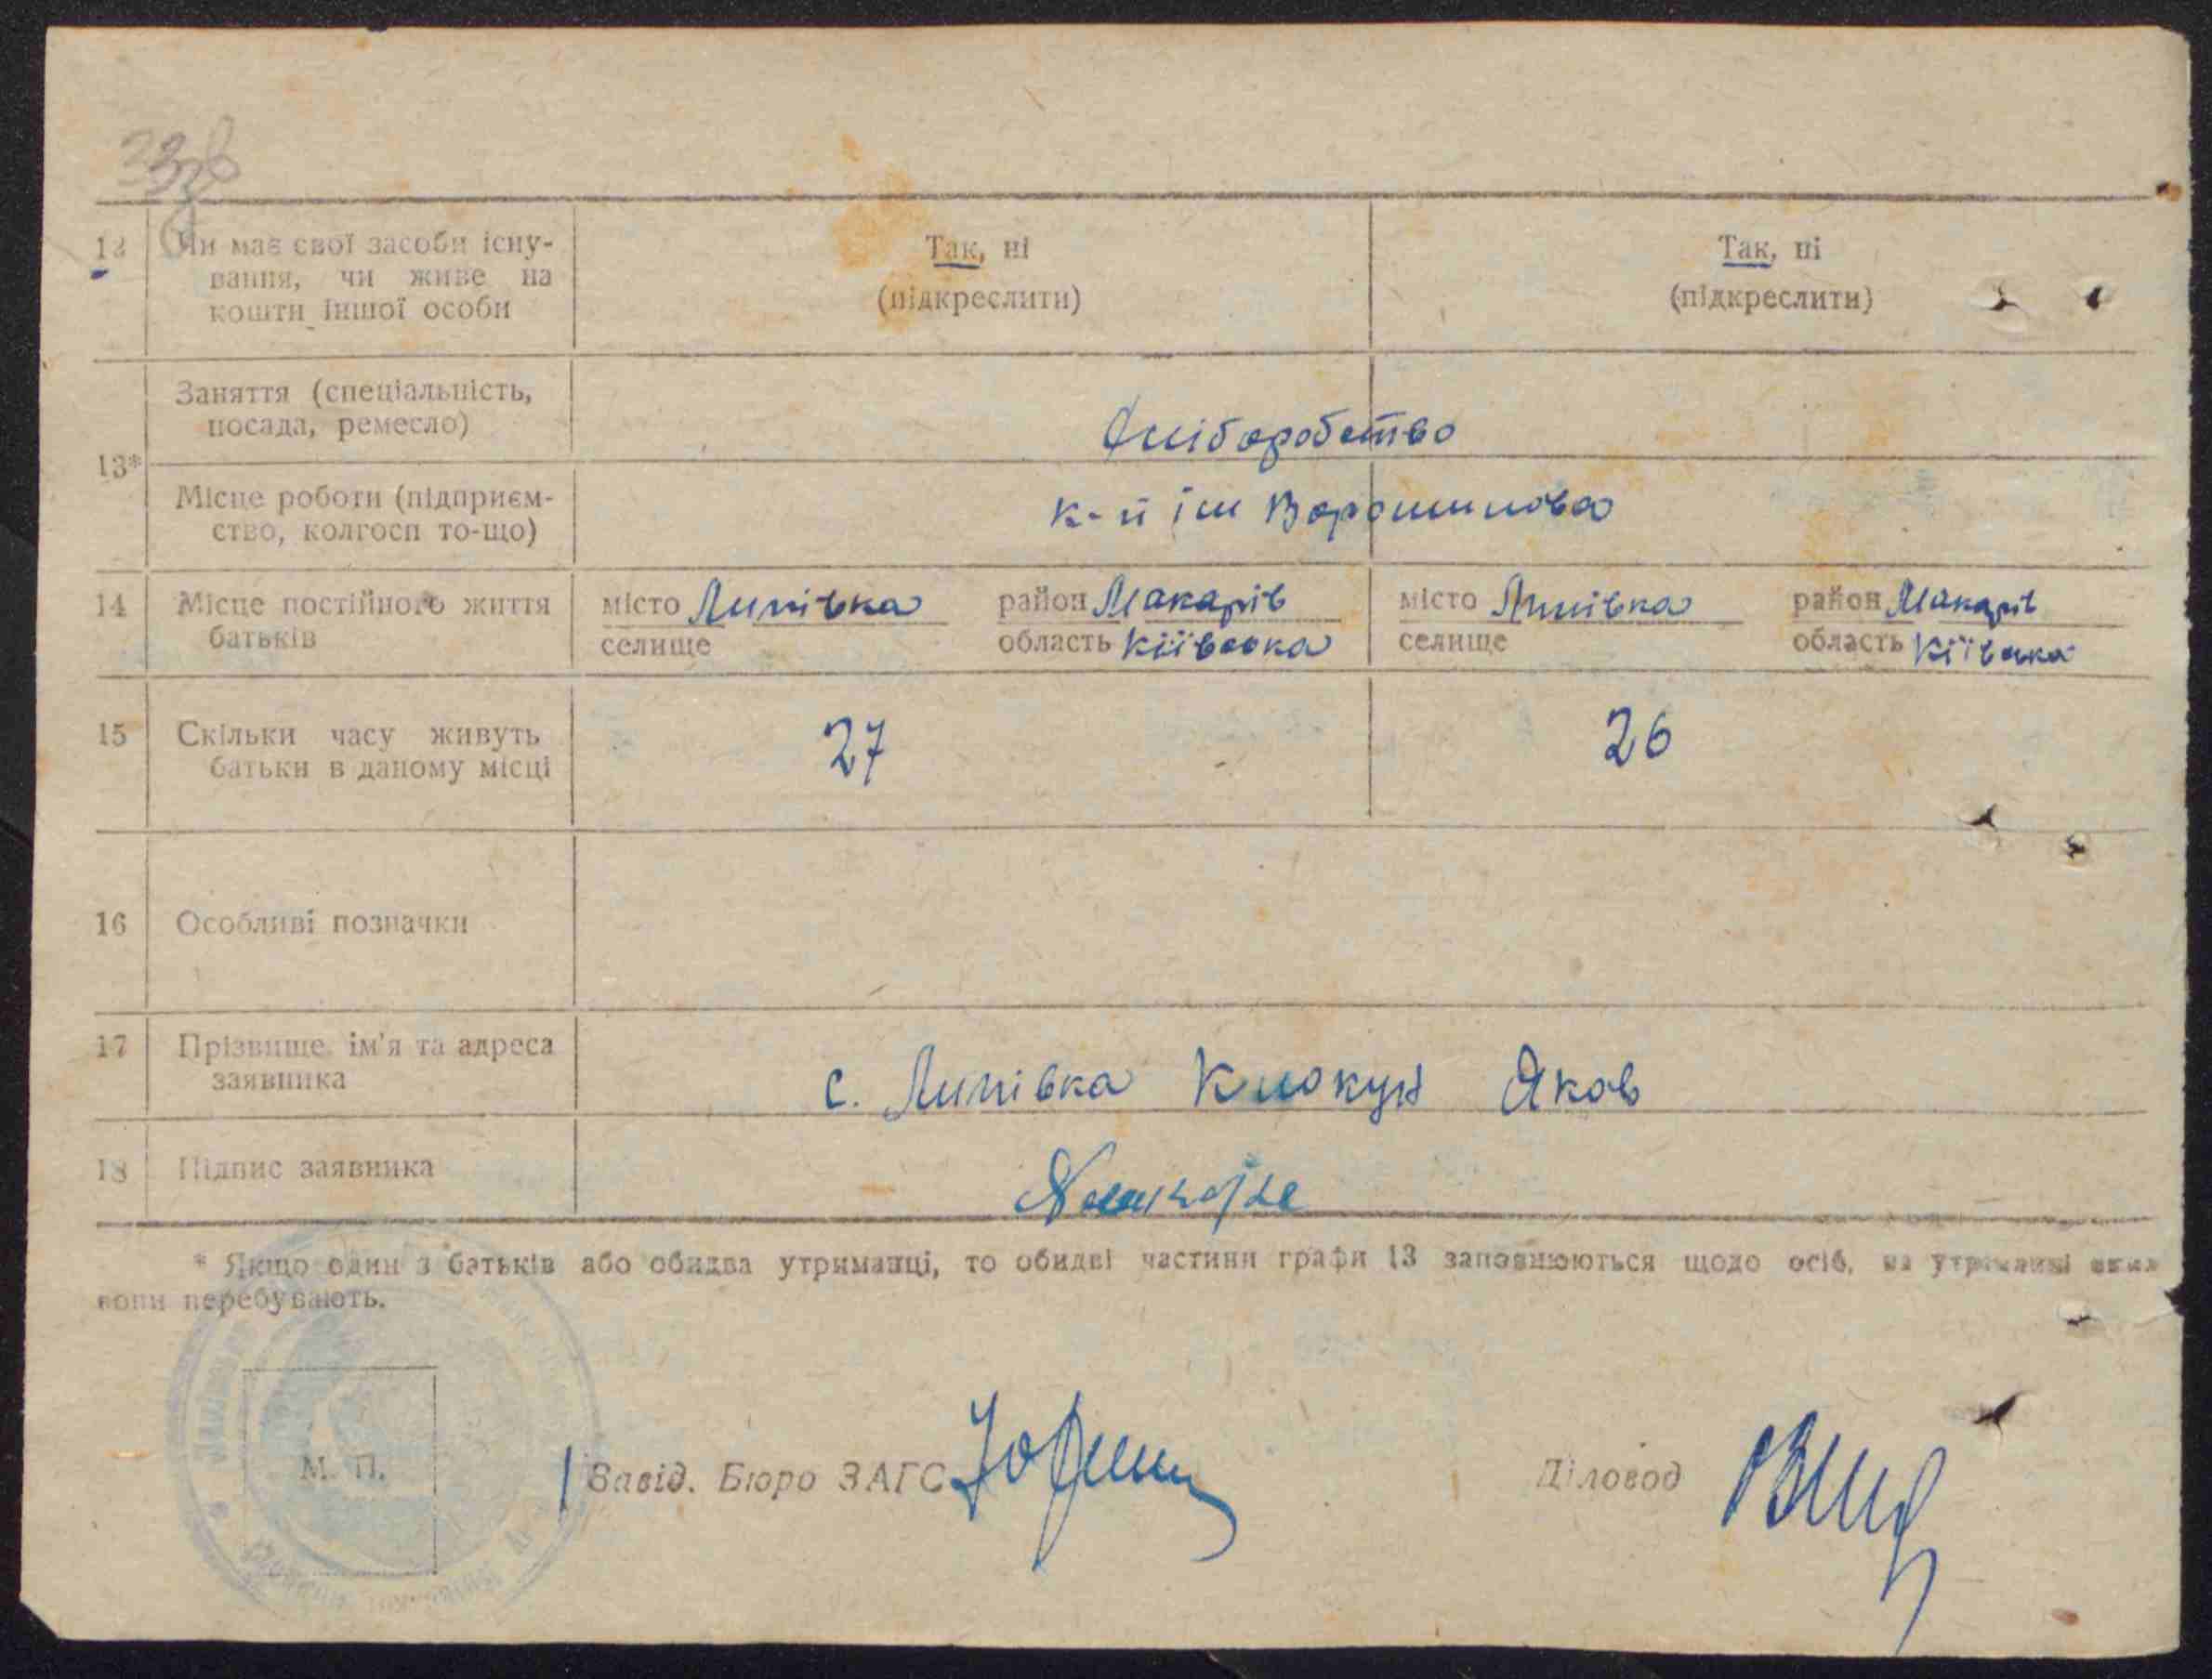 12 Чи має свої засоби існу-
вання, чи живе на
кошти іншої особи
Так, ні
(підкреслити)
Так, ні
(підкреслити)
13*
Заняття (спеціальність,
посада, ремесло)
Хліборобство
Місце роботи (підприєм-
ство, колгосп то-що)
к-п ім Ворошилова
14 Місце постійного життя
батьків
місто Липівка район Макарів
селище область Київська
місто Липівка район Макарів
селище область Київська
15 Скільки часу живуть
батьки в даному місці
27
26
16 Особливі позначки
17 Прізвище, ім'я та адреса
заявника
с. Липівка Клокун Яков
18 Підпис заявника
* Якщо один з батьків або обидва утриманці, то обидві частини графи 13 заповнюються щодо осіб, на утриманні яких
вони перебувають.
М. П.
Завід. Бюро ЗАГС
Діловод